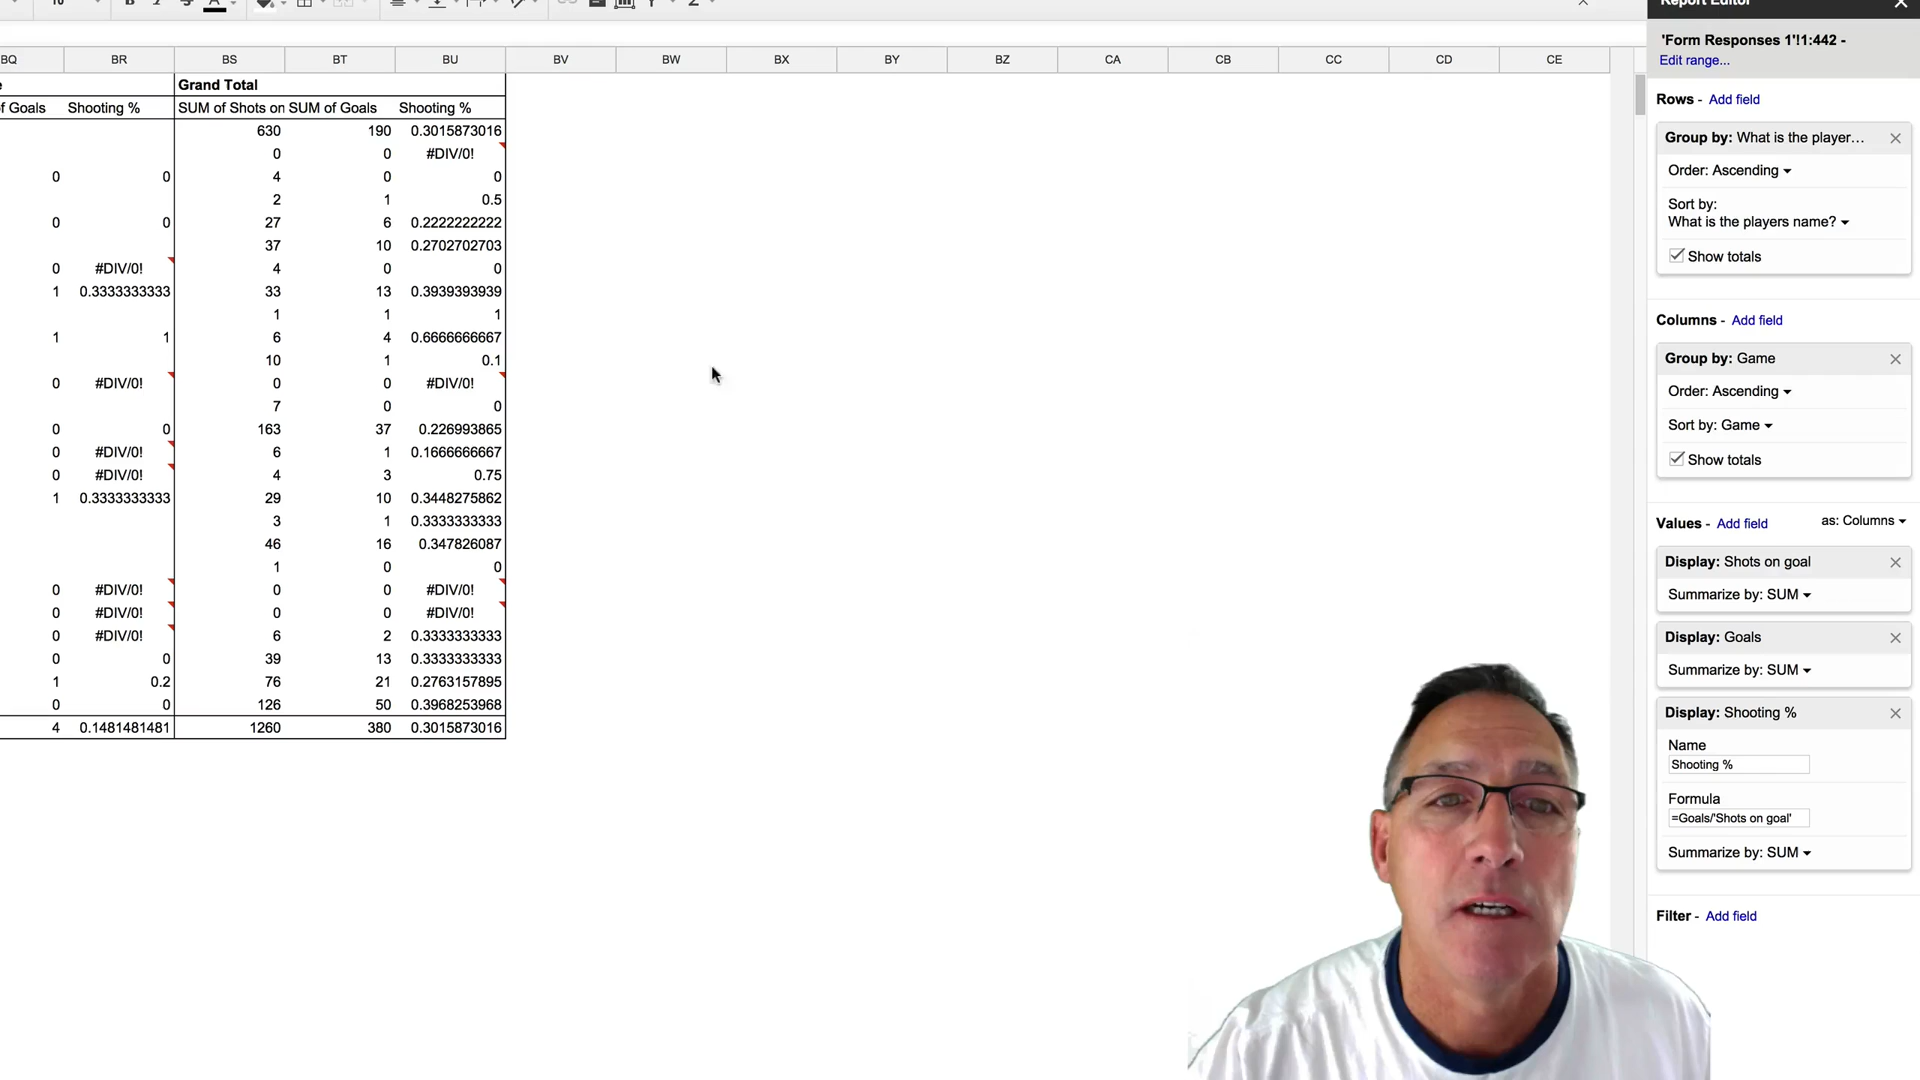 Report Editor
BQ BR BS BT BU BV BW BX BY BZ CA CB CC CD CE
Grand Total
f Goals Shooting % SUM of Shots on SUM of Goals Shooting %
630 190 0.3015873016
0 0 #DIV/0!
0 0 4 0 0
2 1 0.5
0 0 27 6 0.2222222222
37 10 0.2702702703
0 #DIV/0! 4 0 0
1 0.3333333333 33 13 0.3939393939
1 1 1
1 1 6 4 0.6666666667
10 1 0.1
0 #DIV/0! 0 0 #DIV/0!
7 0 0
0 0 163 37 0.226993865
0 #DIV/0! 6 1 0.1666666667
0 #DIV/0! 4 3 0.75
1 0.3333333333 29 10 0.3448275862
3 1 0.3333333333
46 16 0.347826087
1 0 0
0 #DIV/0! 0 0 #DIV/0!
0 #DIV/0! 0 0 #DIV/0!
0 #DIV/0! 6 2 0.3333333333
0 0 39 13 0.3333333333
1 0.2 76 21 0.2763157895
0 0 126 50 0.3968253968
4 0.1481481481 1260 380 0.3015873016
'Form Responses 1'!1:442 -
Edit range...
Rows - Add field
Group by: What is the player...
Order: Ascending
Sort by:
What is the players name?
Show totals
Columns - Add field
Group by: Game
Order: Ascending
Sort by: Game
Show totals
Values - Add field as: Columns
Display: Shots on goal
Summarize by: SUM
Display: Goals
Summarize by: SUM
Display: Shooting %
Name
Shooting %
Formula
=Goals/'Shots on goal'
Summarize by: SUM
Filter - Add field